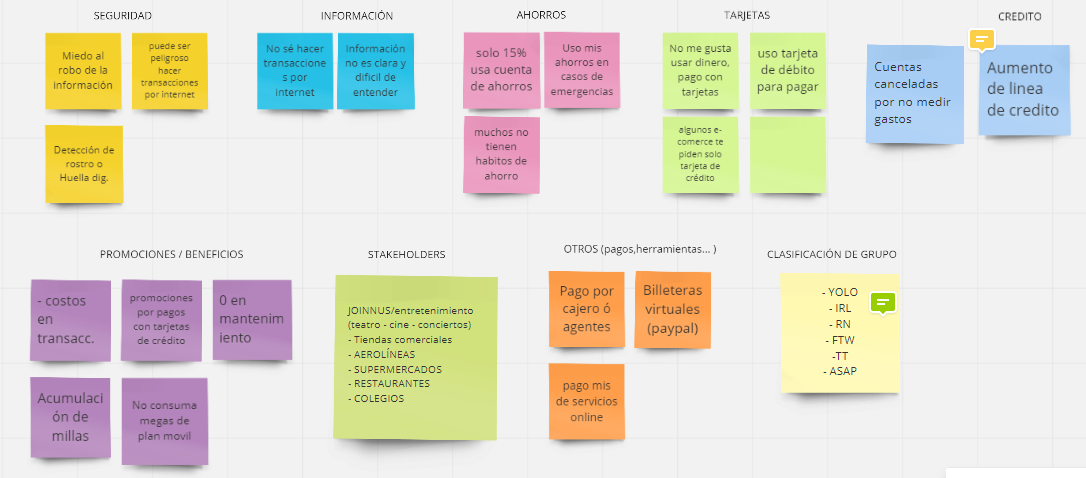 SEGURIDAD
Miedo al
robo de la
información
puede ser
peligroso
hacer
transacciones
por internet
Detección de
rostro o
Huella dig.
INFORMACIÓN
No sé hacer
transaccione
s por
internet
Información
no es clara y
dificil de
entender
AHORROS
solo 15%
usa cuenta
de ahorros
Uso mis
ahorros en
casos de
emergencias
muchos no
tienen
habitos de
ahorro
TARJETAS
No me gusta
usar dinero,
pago con
tarjetas
uso tarjeta
de débito
para pagar
algunos e-
comerce te
piden solo
tarjeta de
crédito
CREDITO
Cuentas
canceladas
por no medir
gastos
Aumento
de linea
de credito
PROMOCIONES / BENEFICIOS
- costos
en
transacc.
promociones
por pagos
con tarjetas
de crédito
0 en
mantenim
iento
Acumulaci
ón de
millas
No consuma
megas de
plan movil
STAKEHOLDERS
JOINNUS/entretenimiento
(teatro - cine - conciertos)
- Tiendas comerciales
- AEROLÍNEAS
- SUPERMERCADOS
- RESTAURANTES
- COLEGIOS
OTROS (pagos,herramientas... )
Pago por
cajero ó
agentes
Billeteras
virtuales
(paypal)
pago mis
de servicios
online
CLASIFICACIÓN DE GRUPO
- YOLO
- IRL
- RN
- FTW
-TT
- ASAP